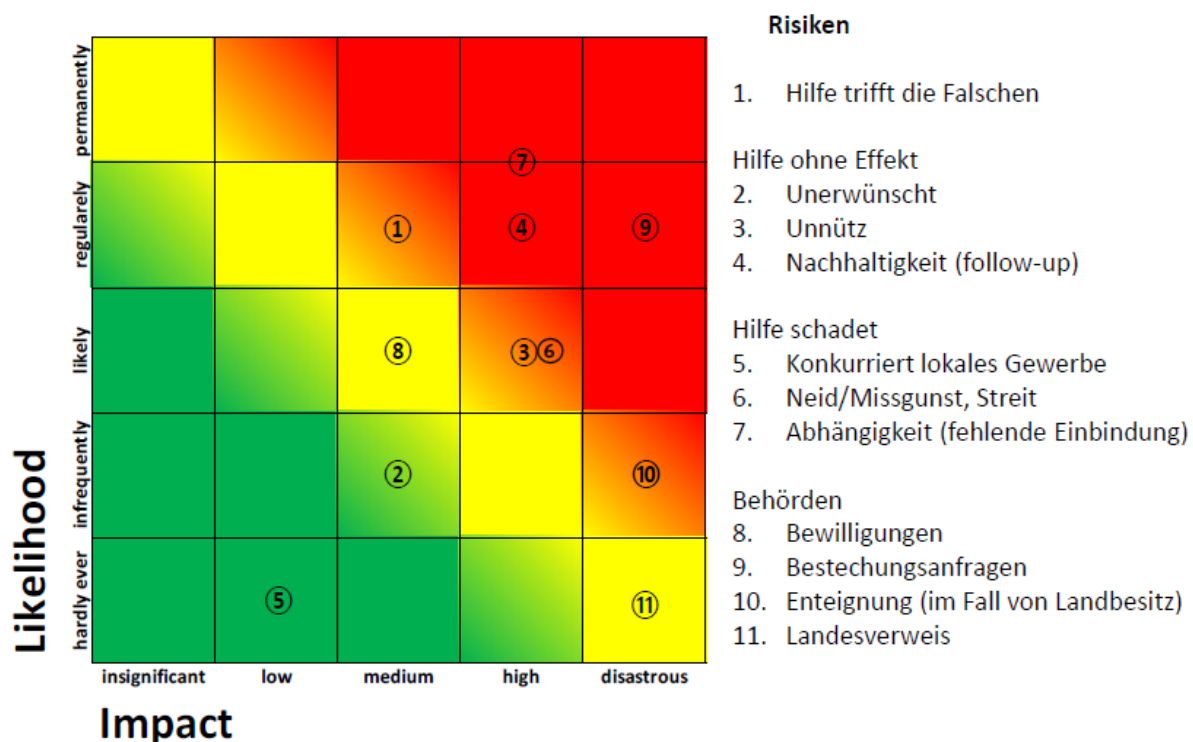 Likelihood
permanently
regularely
likely
infrequently
hardly ever
⑦
①
④
⑨
⑧
③⑥
②
⑩
⑤
⑪
insignificant
low
medium
high
disastrous
Impact
Risiken
1. Hilfe trifft die Falschen
Hilfe ohne Effekt
2. Unerwünscht
3. Unnütz
4. Nachhaltigkeit (follow-up)
Hilfe schadet
5. Konkurriert lokales Gewerbe
6. Neid/Missgunst, Streit
7. Abhängigkeit (fehlende Einbindung)
Behörden
8. Bewilligungen
9. Bestechungsanfragen
10. Enteignung (im Fall von Landbesitz)
11. Landesverweis